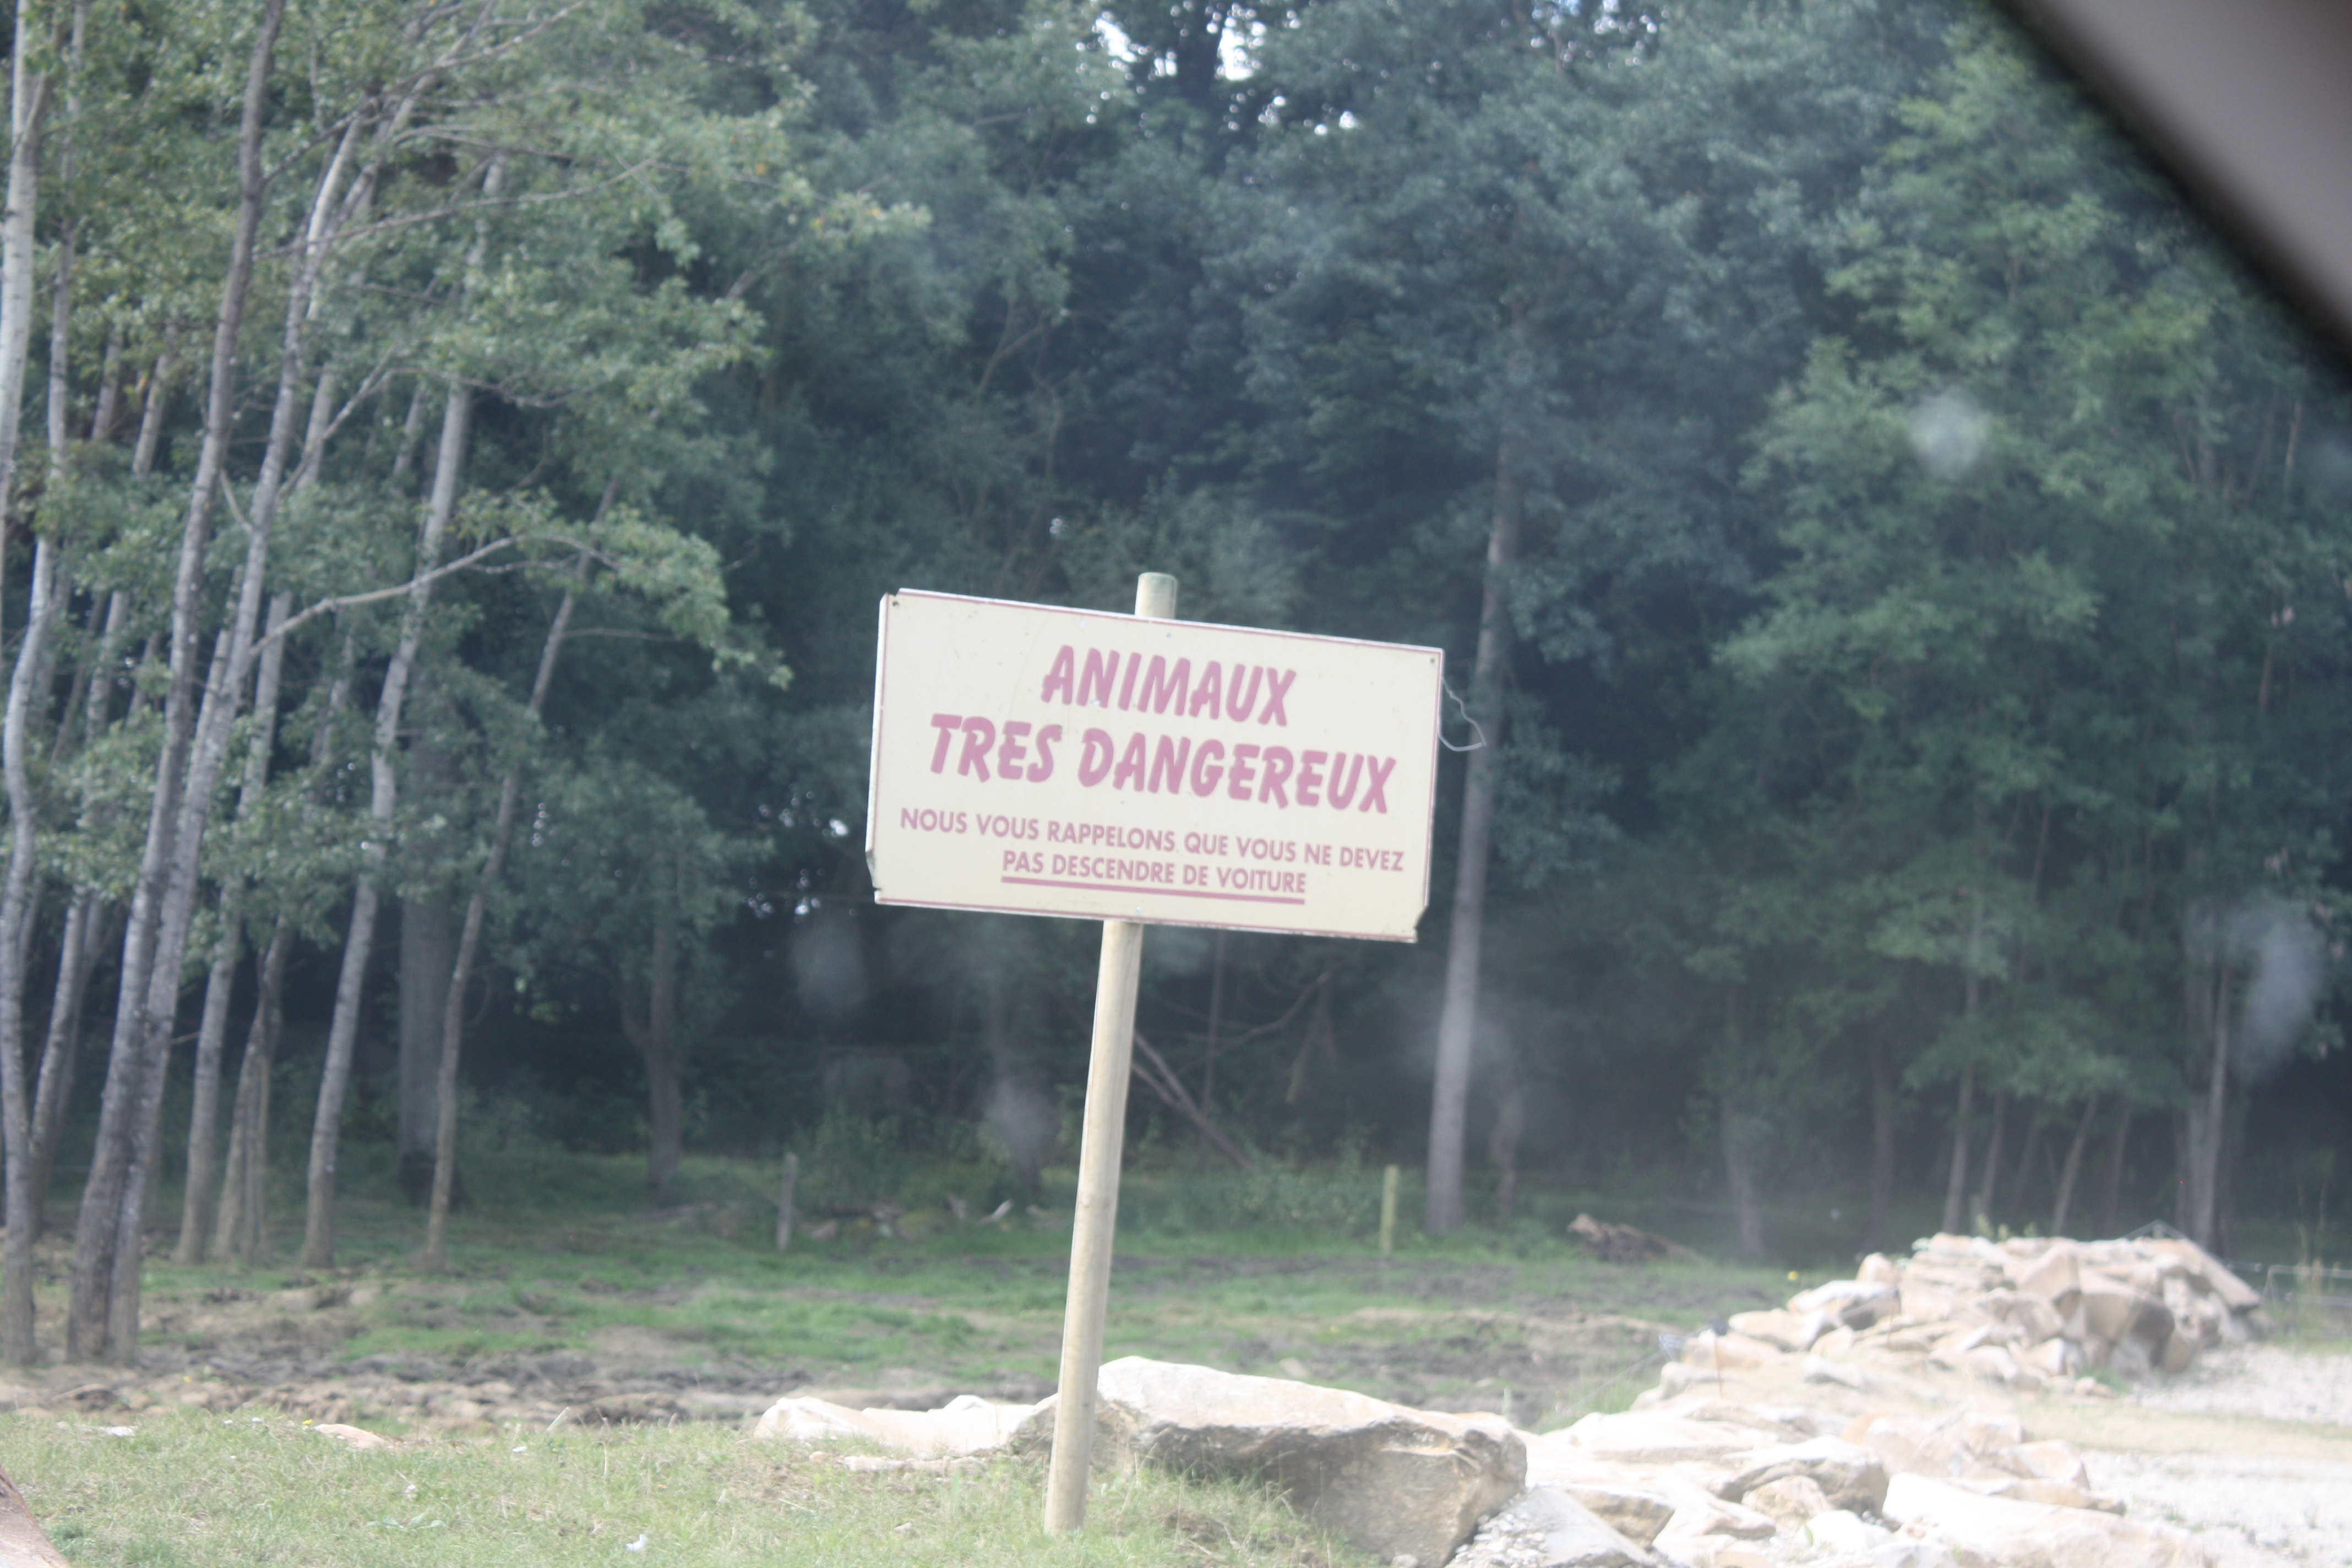 ANIMAUX
TRES DANGEREUX
NOUS VOUS RAPPELONS QUE VOUS NE DEVEZ
PAS DESCENDRE DE VOITURE